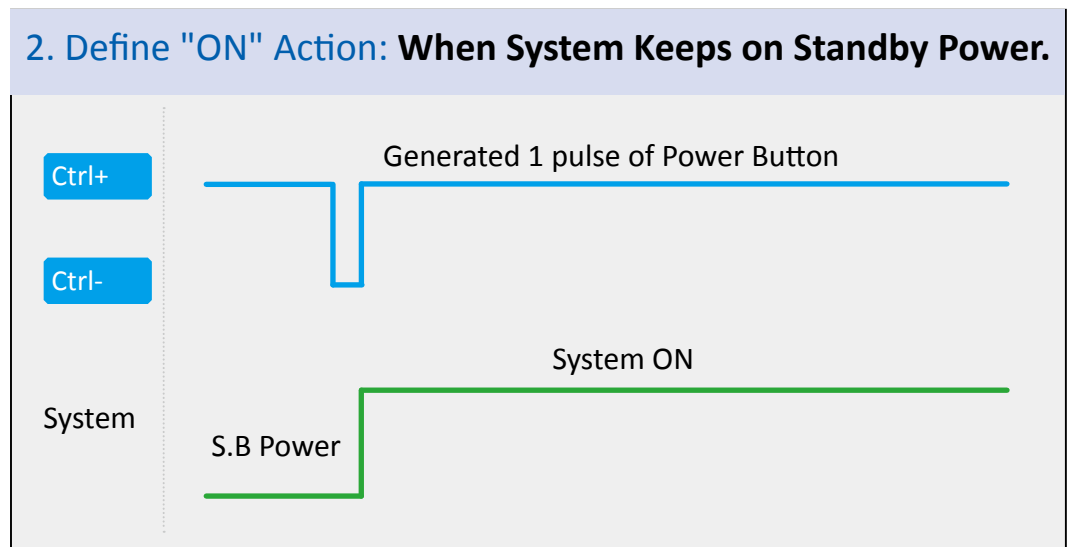 2. Define "ON" Action: When System Keeps on Standby Power.
Generated 1 pulse of Power Button
Ctrl+
Ctrl-
System ON
System
S.B Power